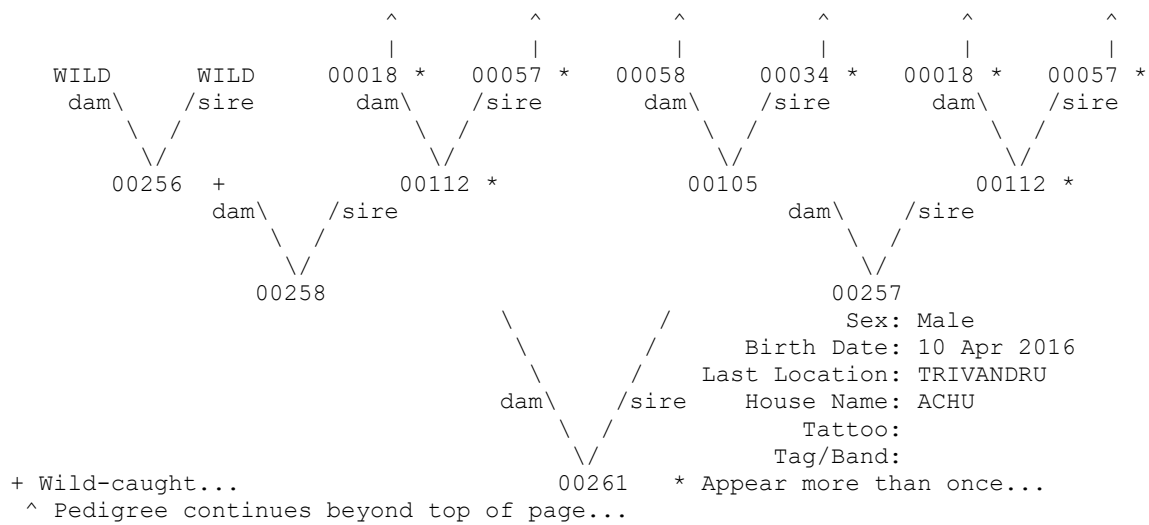 ^ ^ ^ ^ ^ ^
| | | | | |
WILD WILD 00018 * 00057 * 00058 00034 * 00018 * 00057 *
dam\ /sire dam\ /sire dam\ /sire dam\ /sire
\ / \ / \ / \ /
\/ \/ \/ \/
00256 + 00112 * 00105 00112 *
dam\ /sire dam\ /sire
\ / \ /
\/ \/
00258 00257
\ / Sex: Male
\ / Birth Date: 10 Apr 2016
\ / Last Location: TRIVANDRU
dam\ /sire House Name: ACHU
\ / Tattoo:
\/ Tag/Band:
+ Wild-caught... 00261 * Appear more than once...
^ Pedigree continues beyond top of page...